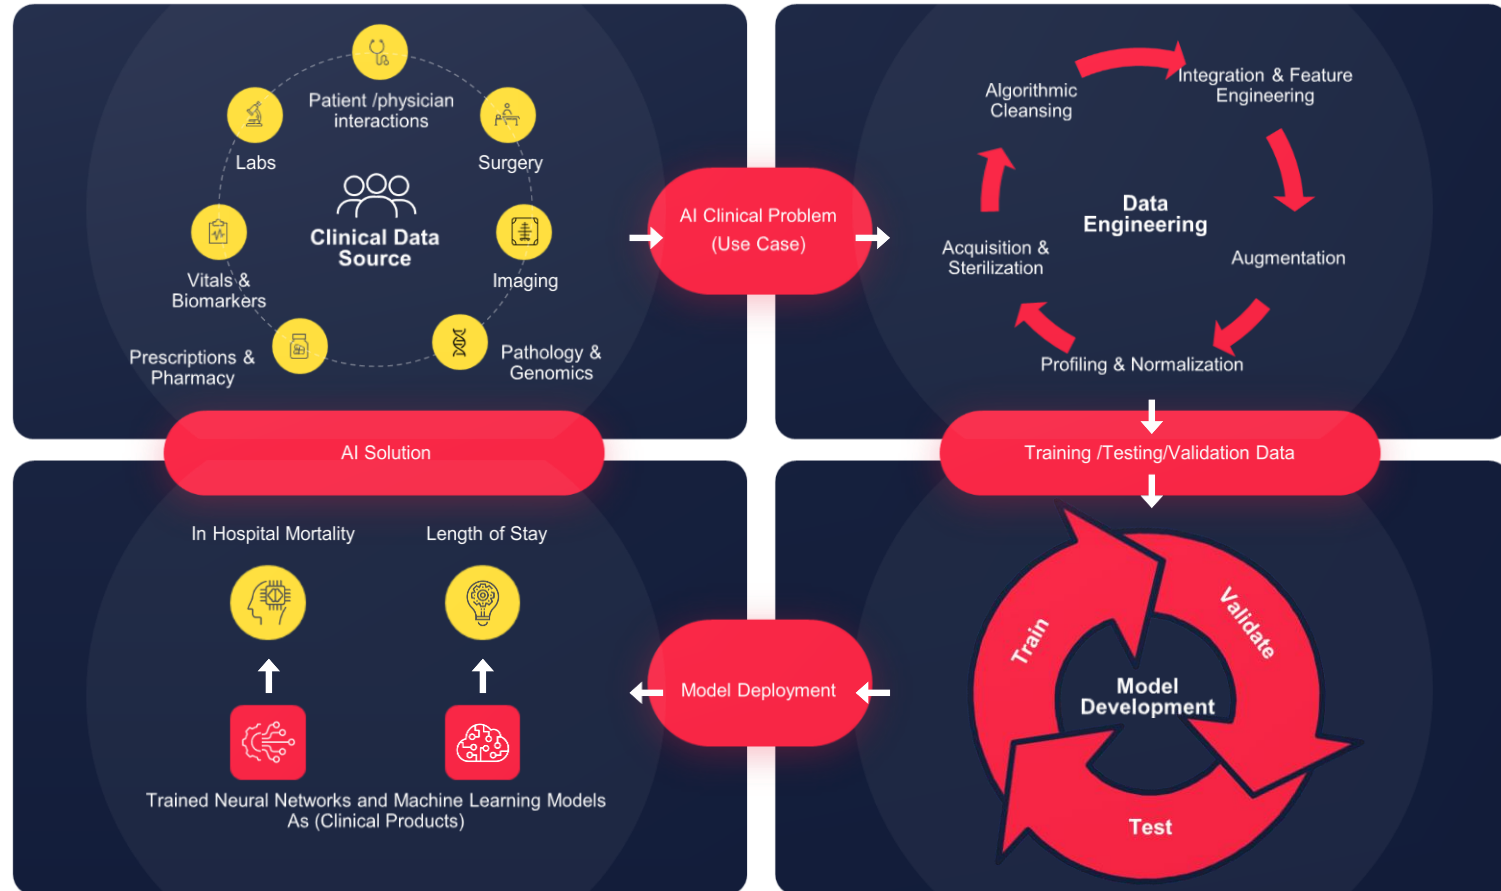 Patient /physician
interactions
Labs
Surgery
Clinical Data
Source
Vitals &
Biomarkers
Imaging
Prescriptions &
Pharmacy
Pathology &
Genomics
AI Clinical Problem
(Use Case)
Algorithmic
Cleansing
Integration & Feature
Engineering
Data
Engineering
Acquisition &
Sterilization
Augmentation
Profiling & Normalization
AI Solution
Training /Testing/Validation Data
In Hospital Mortality
Length of Stay
Trained Neural Networks and Machine Learning Models
As (Clinical Products)
Model Deployment
Train
Validate
Model
Development
Test